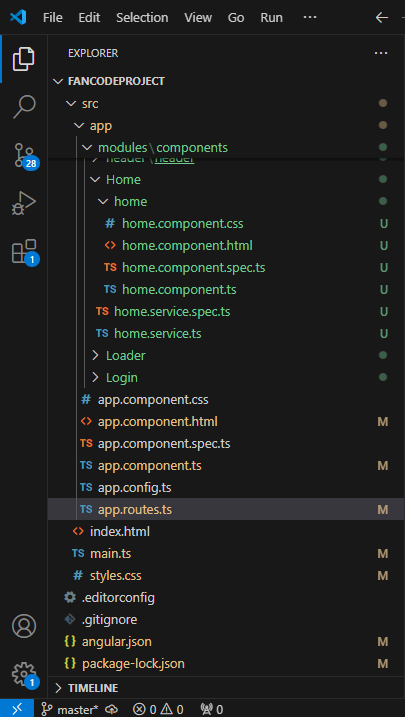 File Edit Selection View Go Run ···
EXPLORER ···
FANCODEPROJECT
src
app
modules\components
header\header
Home
home
# home.component.css U
<> home.component.html U
TS home.component.spec.ts U
TS home.component.ts U
TS home.service.spec.ts U
TS home.service.ts U
Loader
Login
# app.component.css
<> app.component.html M
TS app.component.spec.ts
TS app.component.ts M
TS app.config.ts
TS app.routes.ts M
<> index.html
TS main.ts M
# styles.css M
.editorconfig
.gitignore
{} angular.json M
{} package-lock.json M
TIMELINE
28
1
1
master* 0 0 0